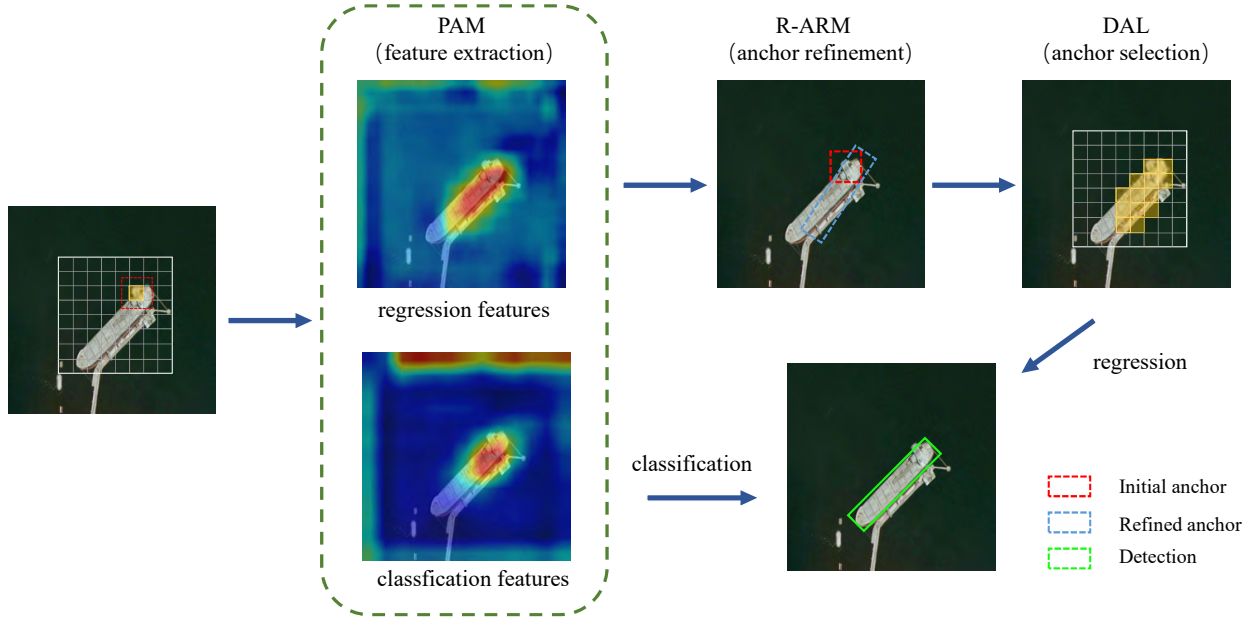 PAM
(feature extraction)
R-ARM
(anchor refinement)
DAL
(anchor selection)
regression features
regression
classification
classfication features
Initial anchor
Refined anchor
Detection